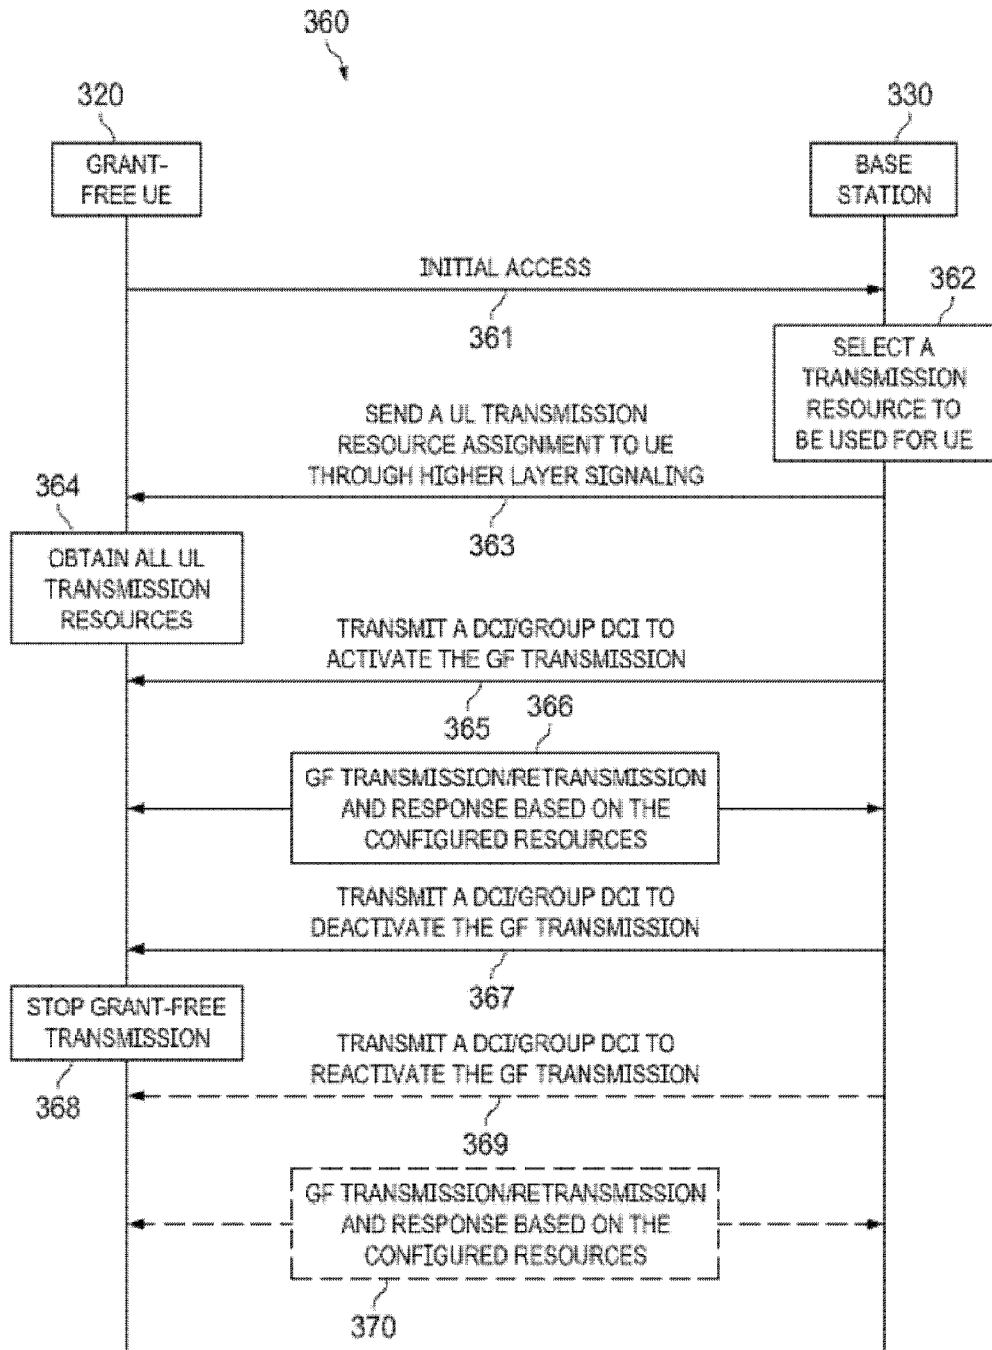 360
320
330
GRANT-
FREE UE
BASE
STATION
INITIAL ACCESS
361
362
SELECT A
TRANSMISSION
RESOURCE TO
BE USED FOR UE
SEND A UL TRANSMISSION
RESOURCE ASSIGNMENT TO UE
THROUGH HIGHER LAYER SIGNALING
363
364
OBTAIN ALL UL
TRANSMISSION
RESOURCES
TRANSMIT A DCI/GROUP DCI TO
ACTIVATE THE GF TRANSMISSION
365
366
GF TRANSMISSION/RETRANSMISSION
AND RESPONSE BASED ON THE
CONFIGURED RESOURCES
TRANSMIT A DCI/GROUP DCI TO
DEACTIVATE THE GF TRANSMISSION
367
STOP GRANT-FREE
TRANSMISSION
368
TRANSMIT A DCI/GROUP DCI TO
REACTIVATE THE GF TRANSMISSION
369
GF TRANSMISSION/RETRANSMISSION
AND RESPONSE BASED ON THE
CONFIGURED RESOURCES
370